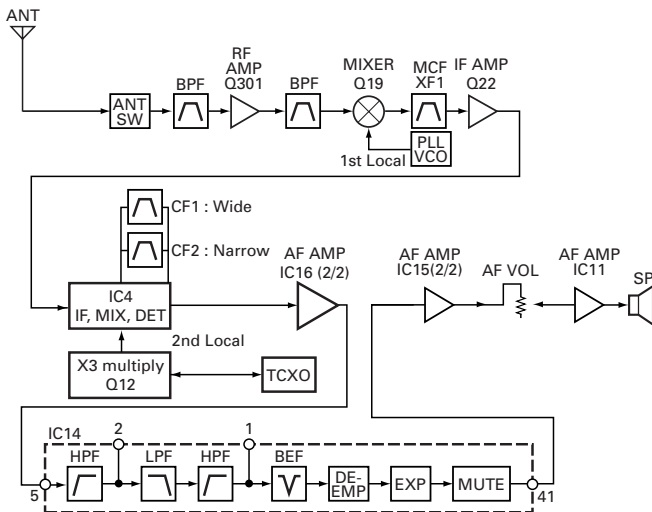 ANT
ANT SW
BPF
RF AMP Q301
BPF
MIXER Q19
MCF XF1
IF AMP Q22
1st Local
PLL VCO
CF1 : Wide
CF2 : Narrow
IC4
IF, MIX, DET
AF AMP
IC16 (2/2)
2nd Local
X3 multiply
Q12
TCXO
AF AMP
IC15(2/2)
AF VOL
AF AMP
IC11
SP
IC14
5
HPF
2
LPF
HPF
1
BEF
DE-
EMP
EXP
MUTE
41